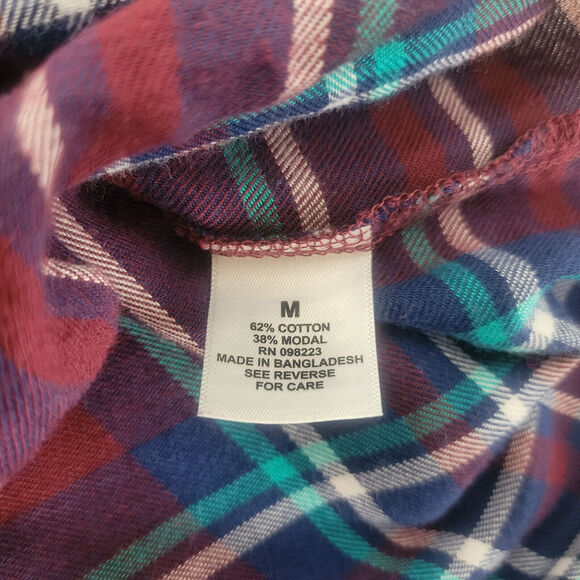 M
62% COTTON
38% MODAL
RN 098223
MADE IN BANGLADESH
SEE REVERSE
FOR CARE